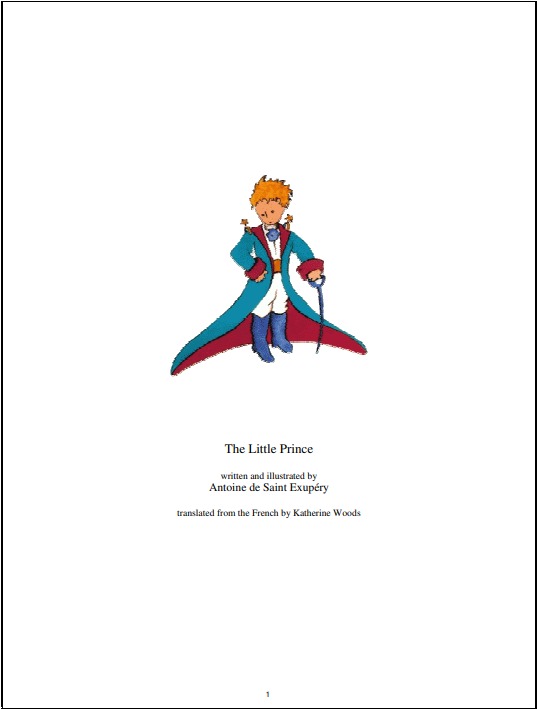 The Little Prince
written and illustrated by
Antoine de Saint Exupéry
translated from the French by Katherine Woods
1